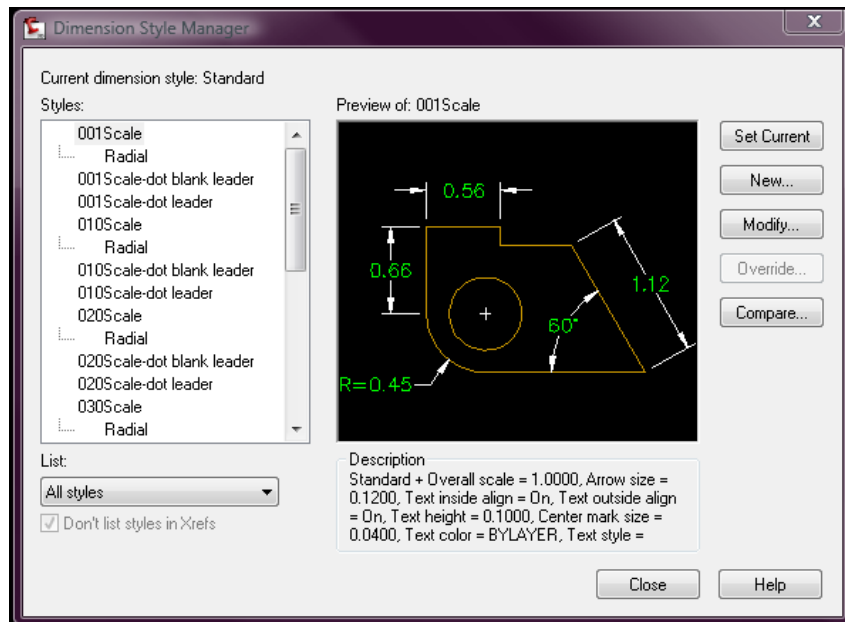 Dimension Style Manager
X
Current dimension style: Standard
Styles:
001Scale
Radial
001Scale-dot blank leader
001Scale-dot leader
010Scale
Radial
010Scale-dot blank leader
010Scale-dot leader
020Scale
Radial
020Scale-dot blank leader
020Scale-dot leader
030Scale
Radial
List:
All styles
Don't list styles in Xrefs
Preview of: 001Scale
0.56
0.66
1.12
60°
R=0.45
Description
Standard + Overall scale = 1.0000, Arrow size =
0.1200, Text inside align = On, Text outside align
= On, Text height = 0.1000, Center mark size =
0.0400, Text color = BYLAYER, Text style =
Set Current
New...
Modify...
Override...
Compare...
Close
Help